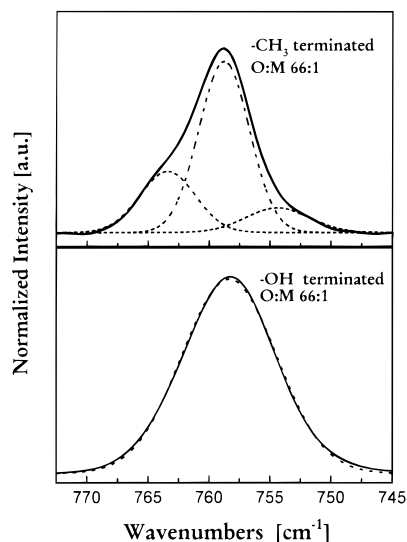 -CH₃ terminated
O:M 66:1
-OH terminated
O:M 66:1
Normalized Intensity [a.u.]
770 765 760 755 750 745
Wavenumbers [cm⁻¹]